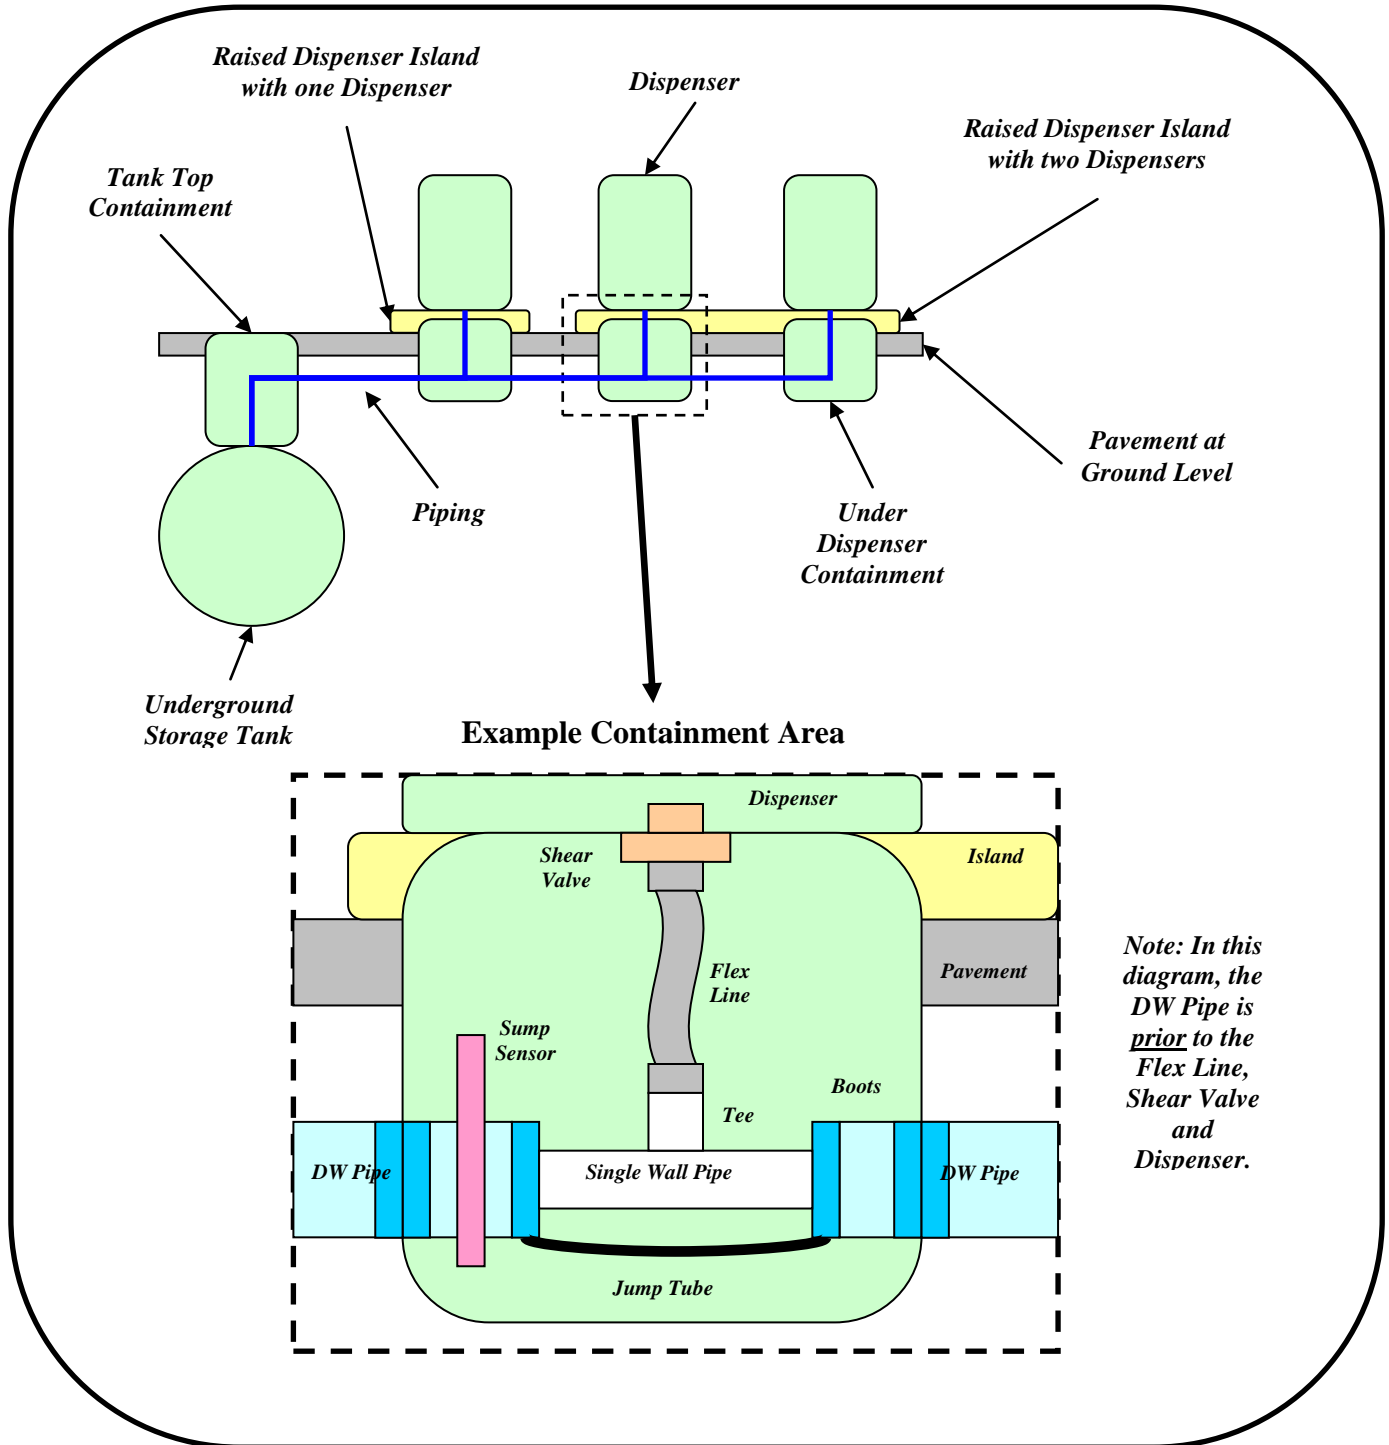 Raised Dispenser Island
with one Dispenser
Dispenser
Raised Dispenser Island
with two Dispensers
Tank Top
Containment
Pavement at
Ground Level
Piping
Under
Dispenser
Containment
Underground
Storage Tank
Example Containment Area
Dispenser
Shear
Valve
Island
Flex
Line
Pavement
Note: In this
diagram, the
DW Pipe is
prior to the
Flex Line,
Shear Valve
and
Dispenser.
Sump
Sensor
Boots
Tee
DW Pipe
Single Wall Pipe
DW Pipe
Jump Tube